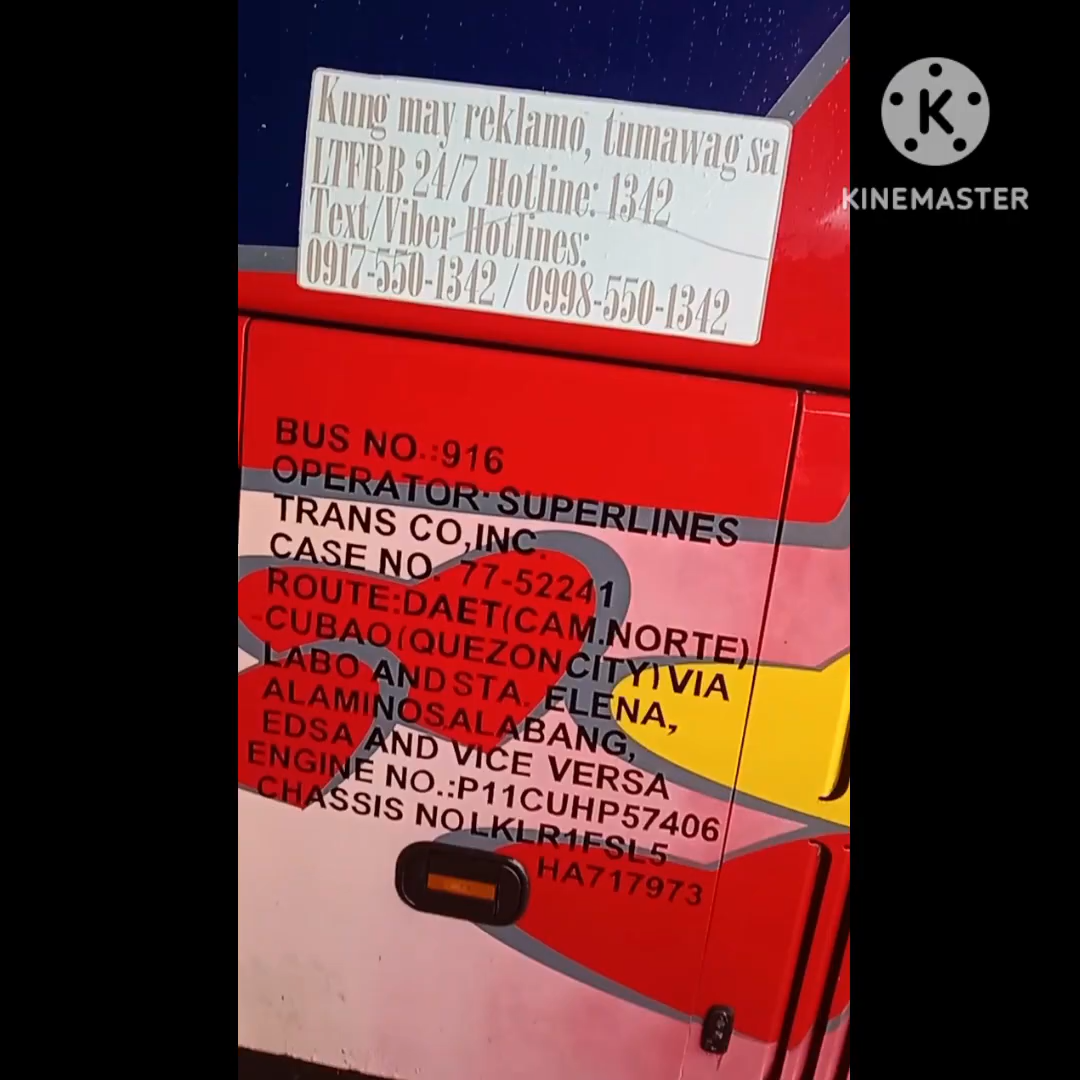 Kung may reklamo, tumawag sa
LTFRB 24/7 Hotline: 1342
Text/Viber Hotlines:
0917-550-1342 / 0998-550-1342
K
KINEMASTER
BUS NO.:916
OPERATOR: SUPERLINES
TRANS CO,INC.
CASE NO. 77-52241
ROUTE:DAET(CAM.NORTE)
-CUBAO(QUEZON CITY) VIA
LABO AND STA. ELENA,
ALAMINOS,ALABANG,
EDSA AND VICE VERSA
ENGINE NO.:P11CUHP57406
CHASSIS NO LKLR1FSL5
HA717973